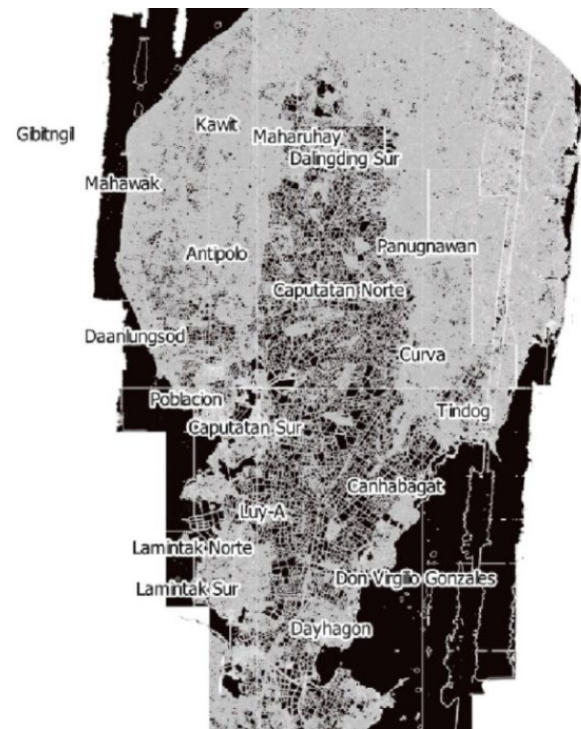 Kawit
Gibitngil
Maharuhay
Dalingding Sur
Mahawak
Panugnawan
Antipolo
Caputatan Norte
Daanlungsod
Curva
Poblacion
Tindog
Caputatan Sur
Canhabagat
Luy-A
Lamintak Norte
Don Virgilio Gonzales
Lamintak Sur
Dayhagon